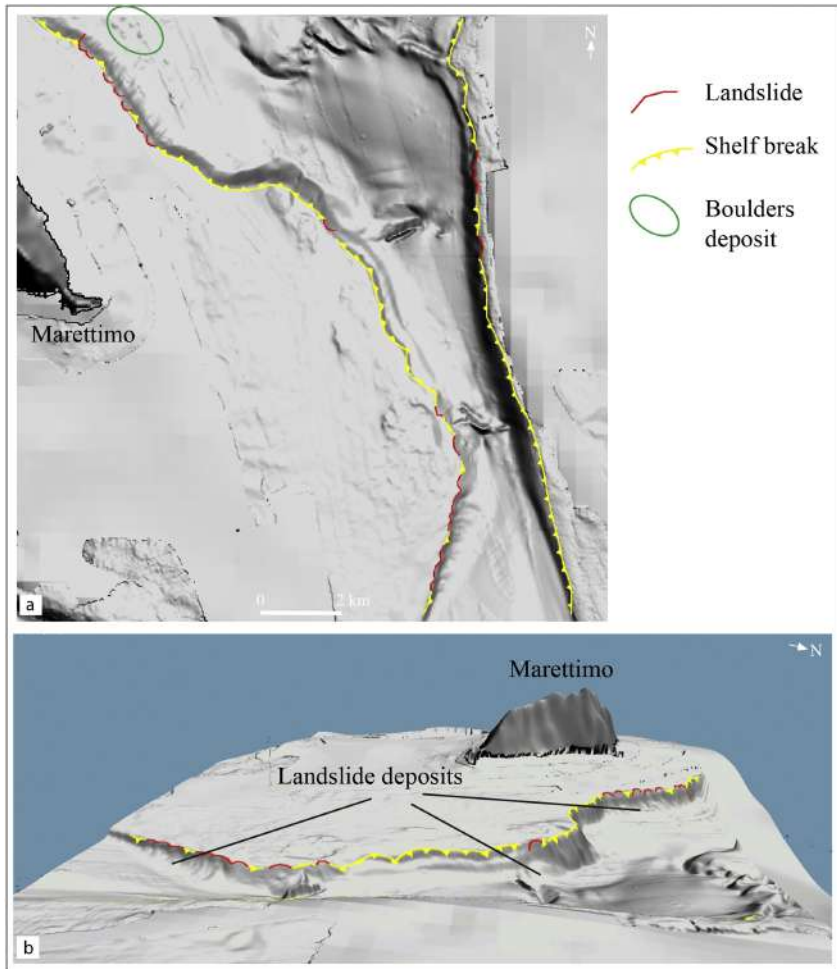 N
Landslide
Shelf break
Boulders
deposit
Marettimo
0 2 km
a
N
Marettimo
Landslide deposits
b